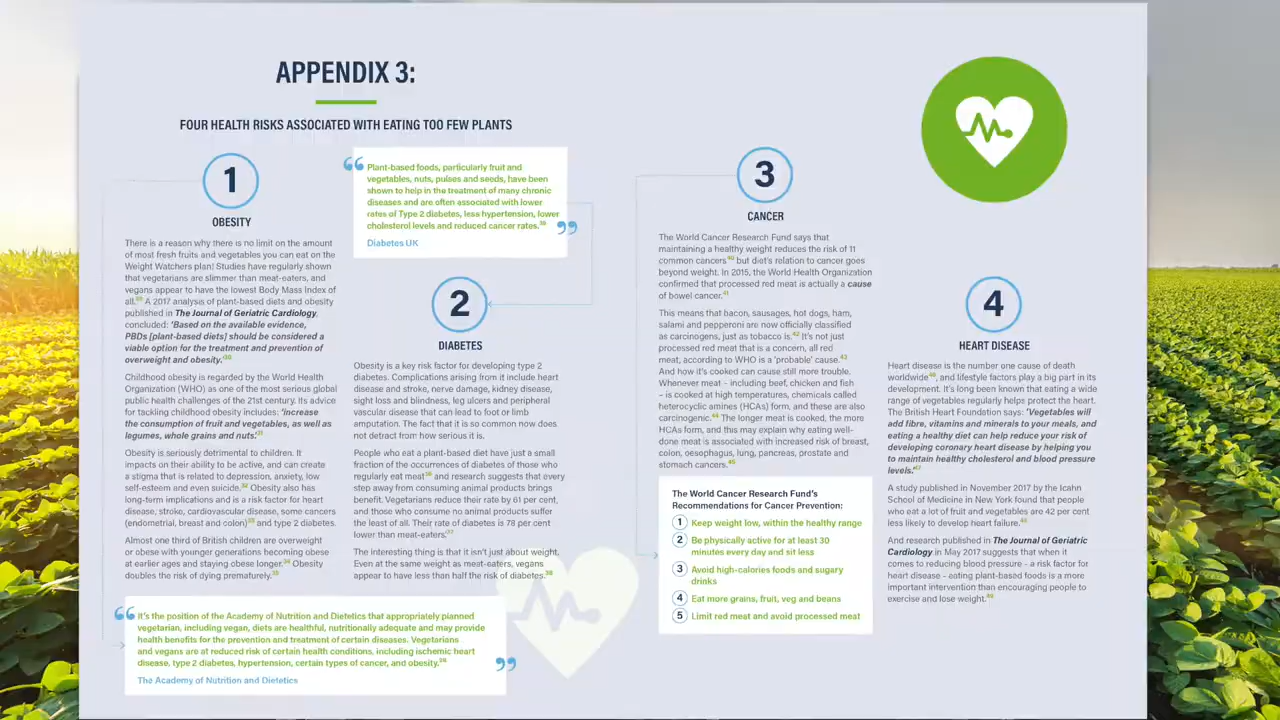 APPENDIX 3:
FOUR HEALTH RISKS ASSOCIATED WITH EATING TOO FEW PLANTS
1
OBESITY
There is a reason why there is no limit on the amount
of most fresh fruits and vegetables you can eat on the
Weight Watchers plan! Studies have regularly shown
that vegetarians are slimmer than meat-eaters, and
vegans appear to have the lowest Body Mass Index of
all.²⁹ A 2017 analysis of plant-based diets and obesity
published in The Journal of Geriatric Cardiology,
concluded: 'Based on the available evidence,
PBDs [plant-based diets] should be considered a
viable option for the treatment and prevention of
overweight and obesity.'³⁰
Childhood obesity is regarded by the World Health
Organization (WHO) as one of the most serious global
public health challenges of the 21st century. Its advice
for tackling childhood obesity includes: 'increase
the consumption of fruit and vegetables, as well as
legumes, whole grains and nuts.'³¹
Obesity is seriously detrimental to children. It
impacts on their ability to be active, and can create
a stigma that is related to depression, anxiety, low
self-esteem and even suicide.³² Obesity also has
long-term implications and is a risk factor for heart
disease, stroke, cardiovascular disease, some cancers
(endometrial, breast and colon)³³ and type 2 diabetes.
Almost one third of British children are overweight
or obese with younger generations becoming obese
at earlier ages and staying obese longer.³⁴ Obesity
doubles the risk of dying prematurely.³⁵
“It's the position of the Academy of Nutrition and Dietetics that appropriately planned
vegetarian, including vegan, diets are healthful, nutritionally adequate and may provide
health benefits for the prevention and treatment of certain diseases. Vegetarians
and vegans are at reduced risk of certain health conditions, including ischemic heart
disease, type 2 diabetes, hypertension, certain types of cancer, and obesity.²⁸”
The Academy of Nutrition and Dietetics
“Plant-based foods, particularly fruit and
vegetables, nuts, pulses and seeds, have been
shown to help in the treatment of many chronic
diseases and are often associated with lower
rates of Type 2 diabetes, less hypertension, lower
cholesterol levels and reduced cancer rates.³⁹”
Diabetes UK
2
DIABETES
Obesity is a key risk factor for developing type 2
diabetes. Complications arising from it include heart
disease and stroke, nerve damage, kidney disease,
sight loss and blindness, leg ulcers and peripheral
vascular disease that can lead to foot or limb
amputation. The fact that it is so common now does
not detract from how serious it is.
People who eat a plant-based diet have just a small
fraction of the occurrences of diabetes of those who
regularly eat meat³⁶ and research suggests that every
step away from consuming animal products brings
benefit. Vegetarians reduce their rate by 61 per cent,
and those who consume no animal products suffer
the least of all. Their rate of diabetes is 78 per cent
lower than meat-eaters.³⁷
The interesting thing is that it isn't just about weight.
Even at the same weight as meat-eaters, vegans
appear to have less than half the risk of diabetes.³⁸
3
CANCER
The World Cancer Research Fund says that
maintaining a healthy weight reduces the risk of 11
common cancers⁴⁰ but diet's relation to cancer goes
beyond weight. In 2015, the World Health Organization
confirmed that processed red meat is actually a cause
of bowel cancer.⁴¹
This means that bacon, sausages, hot dogs, ham,
salami and pepperoni are now officially classified
as carcinogens, just as tobacco is.⁴² It's not just
processed red meat that is a concern, all red
meat, according to WHO is a 'probable' cause.⁴³
And how it's cooked can cause still more trouble.
Whenever meat – including beef, chicken and fish
– is cooked at high temperatures, chemicals called
heterocyclic amines (HCAs) form, and these are also
carcinogenic.⁴⁴ The longer meat is cooked, the more
HCAs form, and this may explain why eating well-
done meat is associated with increased risk of breast,
colon, oesophagus, lung, pancreas, prostate and
stomach cancers.⁴⁵
The World Cancer Research Fund's
Recommendations for Cancer Prevention:
1 Keep weight low, within the healthy range
2 Be physically active for at least 30
minutes every day and sit less
3 Avoid high-calories foods and sugary
drinks
4 Eat more grains, fruit, veg and beans
5 Limit red meat and avoid processed meat
4
HEART DISEASE
Heart disease is the number one cause of death
worldwide⁴⁶, and lifestyle factors play a big part in its
development. It's long been known that eating a wide
range of vegetables regularly helps protect the heart.
The British Heart Foundation says: 'Vegetables will
add fibre, vitamins and minerals to your meals, and
eating a healthy diet can help reduce your risk of
developing coronary heart disease by helping you
to maintain healthy cholesterol and blood pressure
levels.'⁴⁷
A study published in November 2017 by the Icahn
School of Medicine in New York found that people
who eat a lot of fruit and vegetables are 42 per cent
less likely to develop heart failure.⁴⁸
And research published in The Journal of Geriatric
Cardiology in May 2017 suggests that when it
comes to reducing blood pressure – a risk factor for
heart disease – eating plant-based foods is a more
important intervention than encouraging people to
exercise and lose weight.⁴⁹